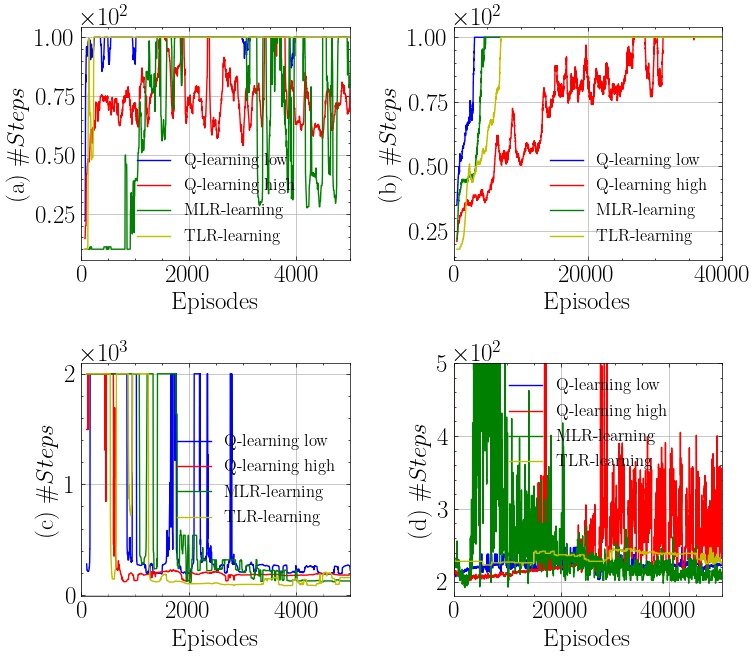 ×10²
(a) #Steps
1.00
0.75
0.50
0.25
Q-learning low
Q-learning high
MLR-learning
TLR-learning
0
2000
4000
Episodes
×10²
(b) #Steps
1.00
0.75
0.50
0.25
Q-learning low
Q-learning high
MLR-learning
TLR-learning
0
20000
40000
Episodes
×10³
(c) #Steps
2
1
0
Q-learning low
Q-learning high
MLR-learning
TLR-learning
0
2000
4000
Episodes
×10²
(d) #Steps
5
4
3
2
Q-learning low
Q-learning high
MLR-learning
TLR-learning
0
20000
40000
Episodes